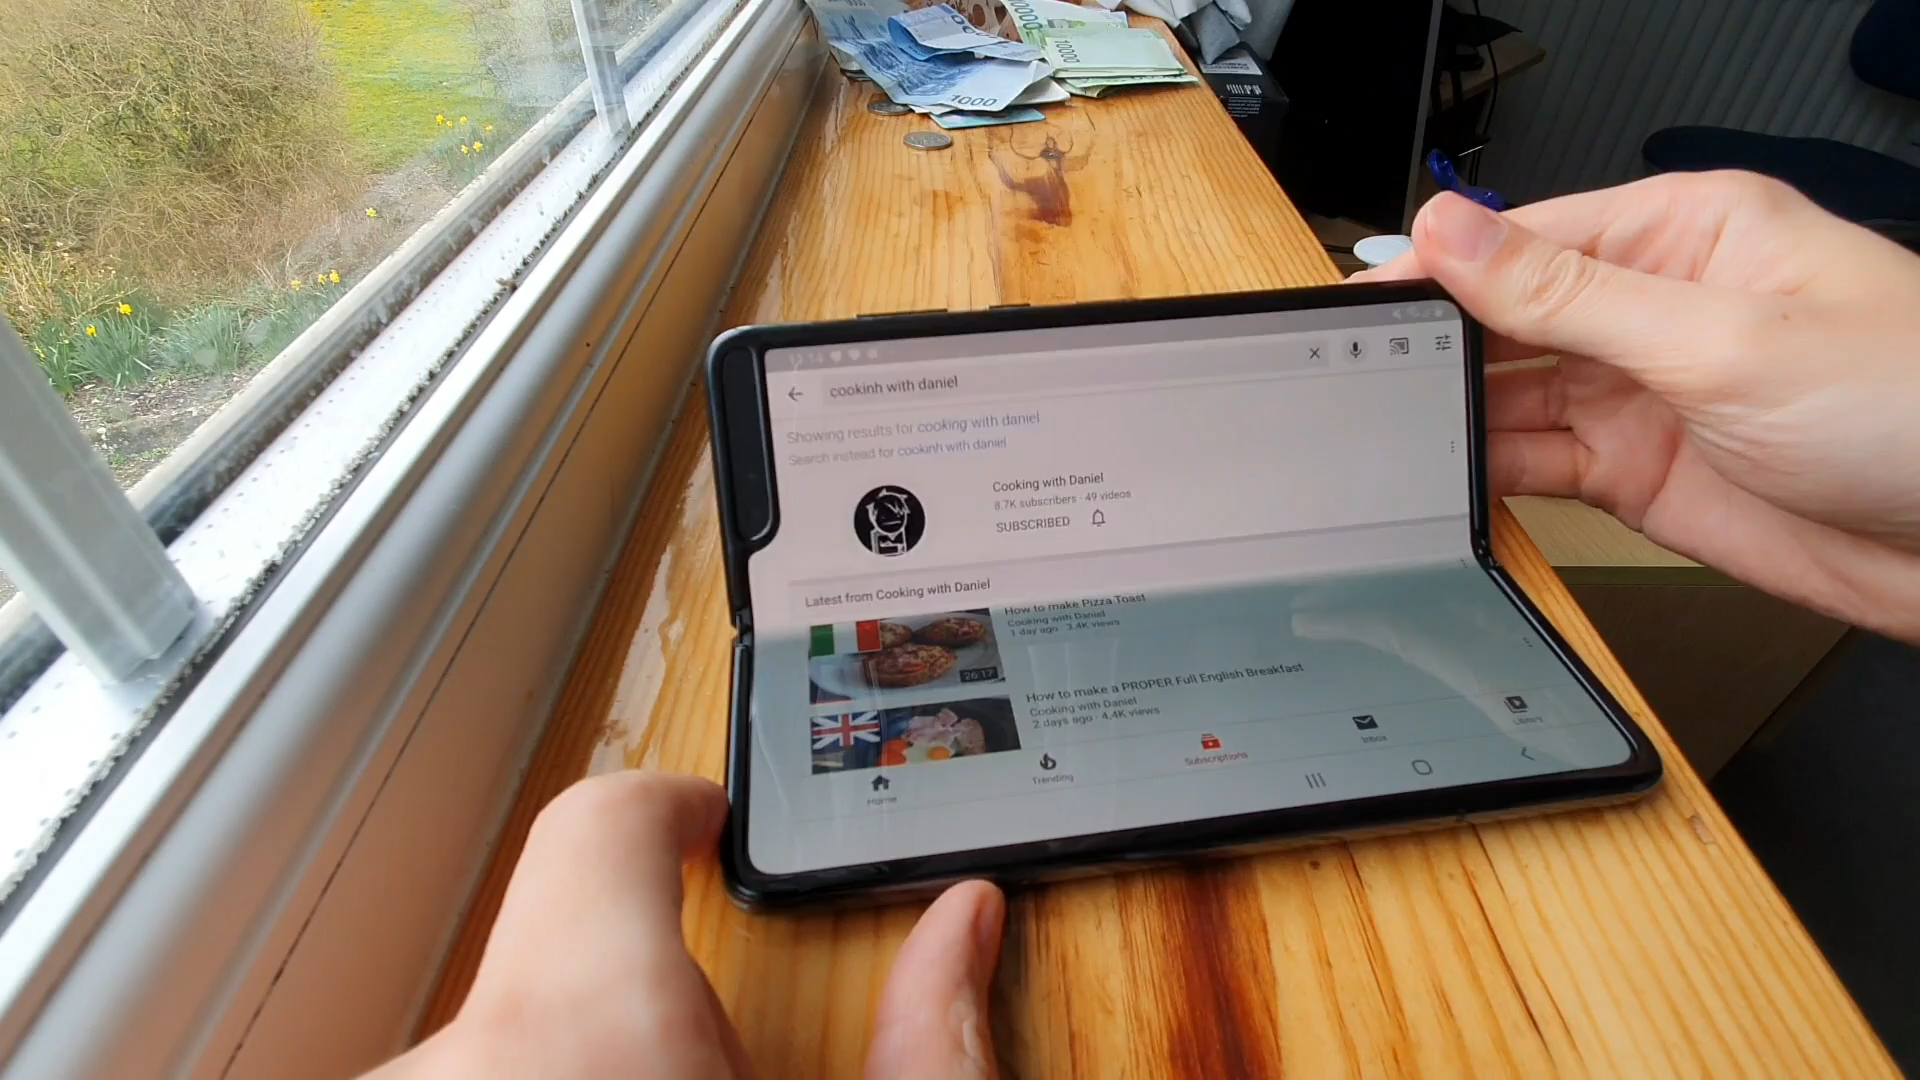 1000
1000
cookinh with daniel
Showing results for cooking with daniel
Search instead for cookinh with daniel
Cooking with Daniel
8.7K subscribers · 49 videos
SUBSCRIBED
Latest from Cooking with Daniel
How to make Pizza Toast
Cooking with Daniel
1 day ago · 3.4K views
26:17
How to make a PROPER Full English Breakfast
Cooking with Daniel
2 days ago · 4.4K views
Home
Trending
Subscriptions
Inbox
Library